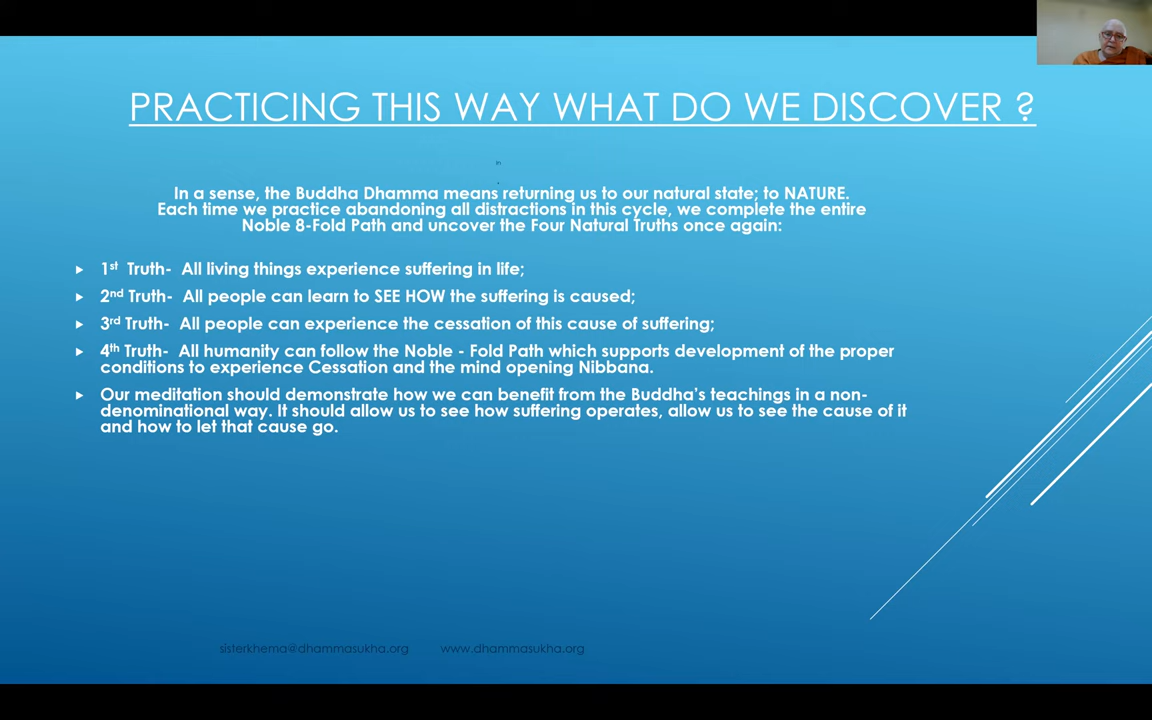 PRACTICING THIS WAY WHAT DO WE DISCOVER ?
In a sense, the Buddha Dhamma means returning us to our natural state; to NATURE.
Each time we practice abandoning all distractions in this cycle, we complete the entire
Noble 8-Fold Path and uncover the Four Natural Truths once again:
1st Truth- All living things experience suffering in life;
2nd Truth- All people can learn to SEE HOW the suffering is caused;
3rd Truth- All people can experience the cessation of this cause of suffering;
4th Truth- All humanity can follow the Noble - Fold Path which supports development of the proper
conditions to experience Cessation and the mind opening Nibbana.
Our meditation should demonstrate how we can benefit from the Buddha's teachings in a non-
denominational way. It should allow us to see how suffering operates, allow us to see the cause of it
and how to let that cause go.
sisterkhema@dhammasukha.org www.dhammasukha.org